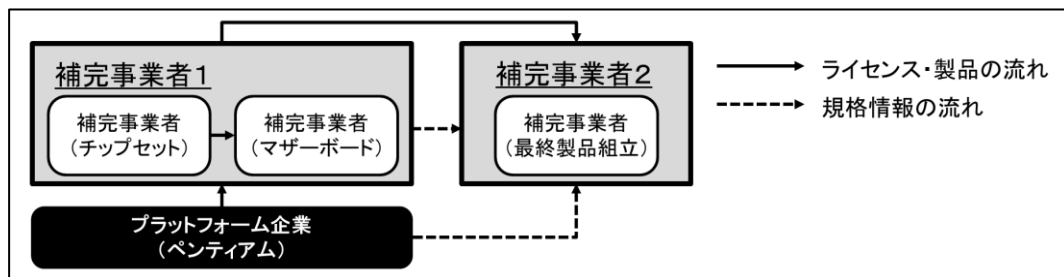 補完事業者1
補完事業者
(チップセット)
補完事業者
(マザーボード)
補完事業者2
補完事業者
(最終製品組立)
ライセンス・製品の流れ
規格情報の流れ
プラットフォーム企業
(ペンティアム)